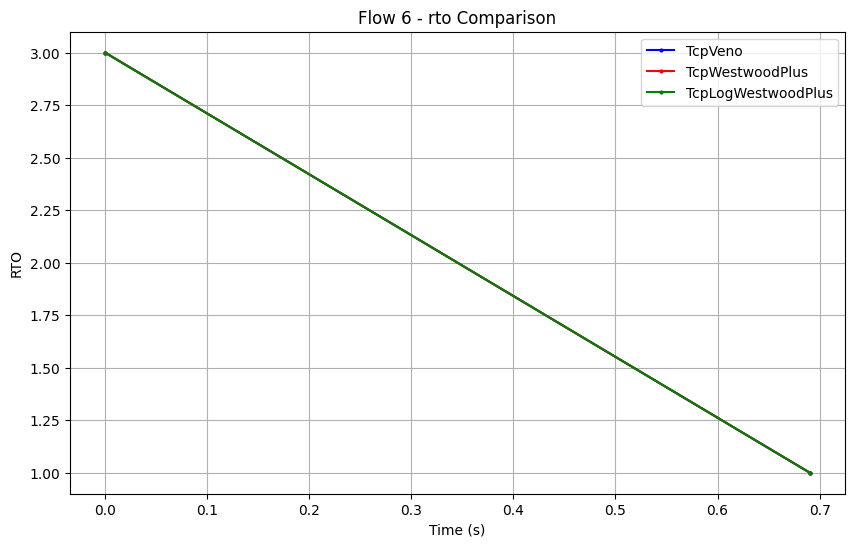 Flow 6 - rto Comparison
TcpVeno
TcpWestwoodPlus
TcpLogWestwoodPlus
RTO
3.00
2.75
2.50
2.25
2.00
1.75
1.50
1.25
1.00
0.0 0.1 0.2 0.3 0.4 0.5 0.6 0.7
Time (s)